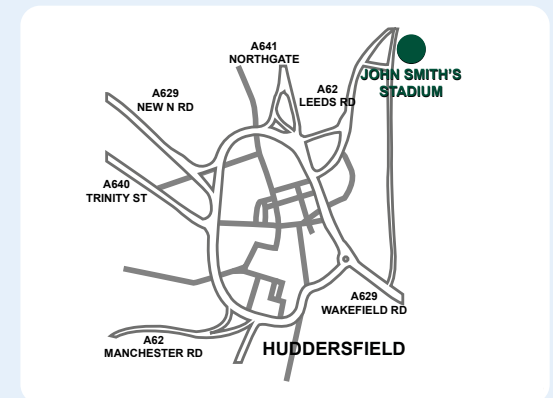 A641
NORTHGATE
JOHN SMITH'S
STADIUM
A629
NEW N RD
A62
LEEDS RD
A640
TRINITY ST
A629
WAKEFIELD RD
A62
MANCHESTER RD
HUDDERSFIELD